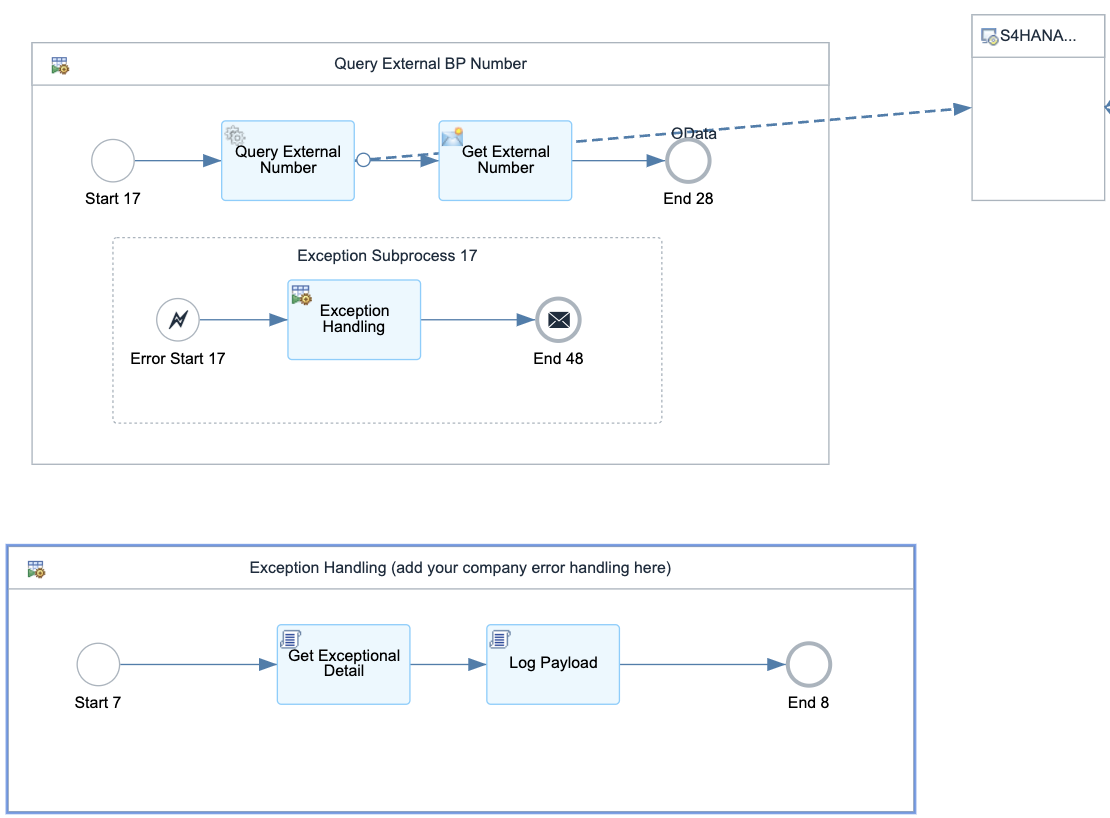 S4HANA...
Query External BP Number
OData
Query External
Number
Get External
Number
Start 17
End 28
Exception Subprocess 17
Exception
Handling
Error Start 17
End 48
Exception Handling (add your company error handling here)
Get Exceptional
Detail
Log Payload
Start 7
End 8